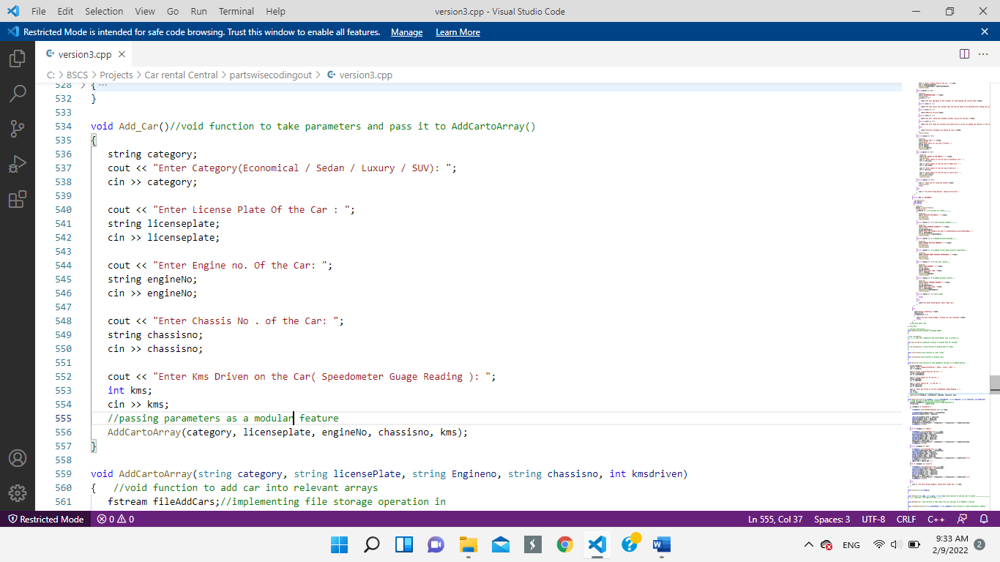 File Edit Selection View Go Run Terminal Help version3.cpp - Visual Studio Code
Restricted Mode is intended for safe code browsing. Trust this window to enable all features. Manage Learn More
version3.cpp
C: > BSCS > Projects > Car rental Central > partswisecodingout > version3.cpp
528 > { ...
532 }
533
534 void Add_Car()//void function to take parameters and pass it to AddCartoArray()
535 {
536 string category;
537 cout << "Enter Category(Economical / Sedan / Luxury / SUV): ";
538 cin >> category;
539
540 cout << "Enter License Plate Of the Car : ";
541 string licenseplate;
542 cin >> licenseplate;
543
544 cout << "Enter Engine no. Of the Car: ";
545 string engineNo;
546 cin >> engineNo;
547
548 cout << "Enter Chassis No . of the Car: ";
549 string chassisno;
550 cin >> chassisno;
551
552 cout << "Enter Kms Driven on the Car( Speedometer Guage Reading ): ";
553 int kms;
554 cin >> kms;
555 //passing parameters as a modular feature
556 AddCartoArray(category, licenseplate, engineNo, chassisno, kms);
557 }
558
559 void AddCartoArray(string category, string licensePlate, string Engineno, string chassisno, int kmsdriven)
560 { //void function to add car into relevant arrays
561 fstream fileAddCars;//implementing file storage operation in
Restricted Mode 0 0 Ln 555, Col 37 Spaces: 3 UTF-8 CRLF C++
ENG 9:33 AM
2/9/2022 2